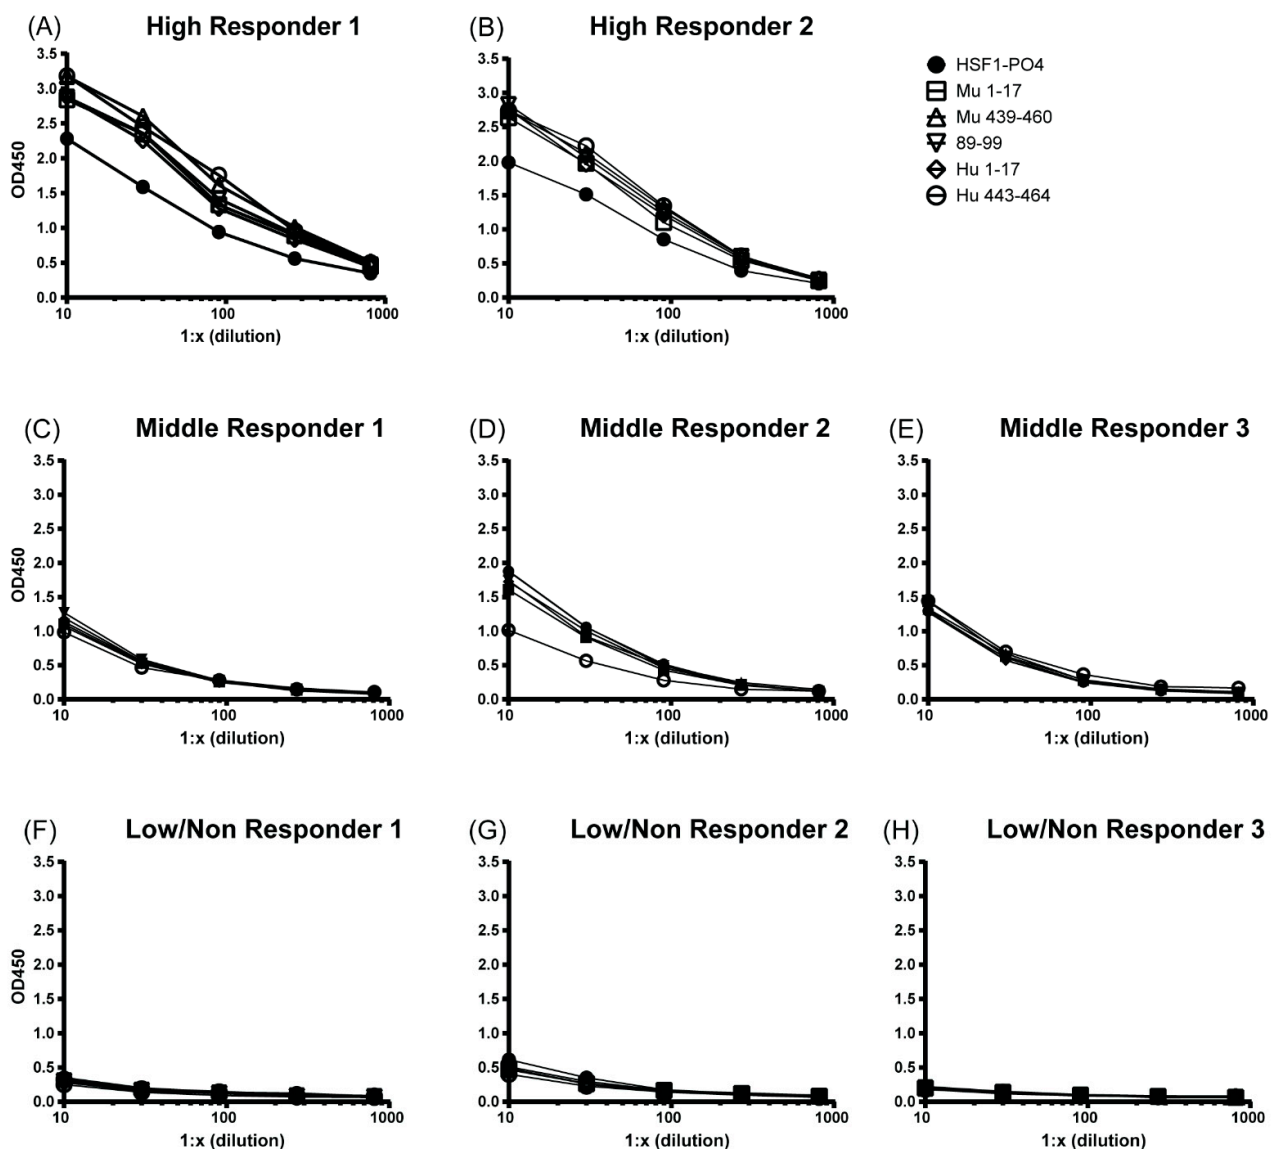 (A) High Responder 1
3.5
3.0
2.5
2.0
1.5
1.0
0.5
0.0
OD450
10 100 1000
1:x (dilution)
(B) High Responder 2
3.5
3.0
2.5
2.0
1.5
1.0
0.5
0.0
10 100 1000
1:x (dilution)
HSF1-PO4
Mu 1-17
Mu 439-460
89-99
Hu 1-17
Hu 443-464
(C) Middle Responder 1
3.5
3.0
2.5
2.0
1.5
1.0
0.5
0.0
OD450
10 100 1000
1:x (dilution)
(D) Middle Responder 2
3.5
3.0
2.5
2.0
1.5
1.0
0.5
0.0
10 100 1000
1:x (dilution)
(E) Middle Responder 3
3.5
3.0
2.5
2.0
1.5
1.0
0.5
0.0
10 100 1000
1:x (dilution)
(F) Low/Non Responder 1
3.5
3.0
2.5
2.0
1.5
1.0
0.5
0.0
OD450
10 100 1000
1:x (dilution)
(G) Low/Non Responder 2
3.5
3.0
2.5
2.0
1.5
1.0
0.5
0.0
10 100 1000
1:x (dilution)
(H) Low/Non Responder 3
3.5
3.0
2.5
2.0
1.5
1.0
0.5
0.0
10 100 1000
1:x (dilution)